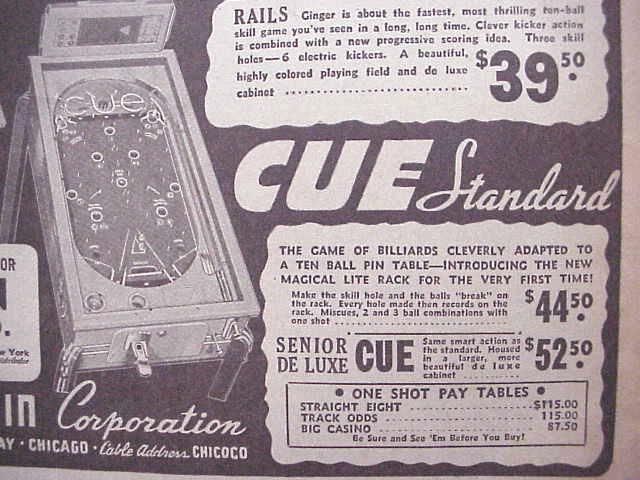 RAILS Ginger is about the fastest, most thrilling ten-ball
skill game you've seen in a long, long time. Clever kicker action
is combined with a new progressive scoring idea. Three skill
holes—6 electric kickers. A beautiful,
highly colored playing field and de luxe
cabinet
$39.50
CUE
CUE Standard
THE GAME OF BILLIARDS CLEVERLY ADAPTED TO
A TEN BALL PIN TABLE—INTRODUCING THE NEW
MAGICAL LITE RACK FOR THE VERY FIRST TIME!
Make the skill hole and the balls "break" on
the rack. Every hole made then records on the
rack. Miscues, 2 and 3 ball combinations with
one shot
$44.50
SENIOR
DE LUXE
CUE
Same smart action as
the standard. Housed
in a larger, more
beautiful de luxe
cabinet
$52.50
• ONE SHOT PAY TABLES •
STRAIGHT EIGHT $115.00
TRACK ODDS 115.00
BIG CASINO 87.50
Be Sure and See 'Em Before You Buy!
OR
York
IN Corporation
AY · CHICAGO · Cable Address CHICOCO